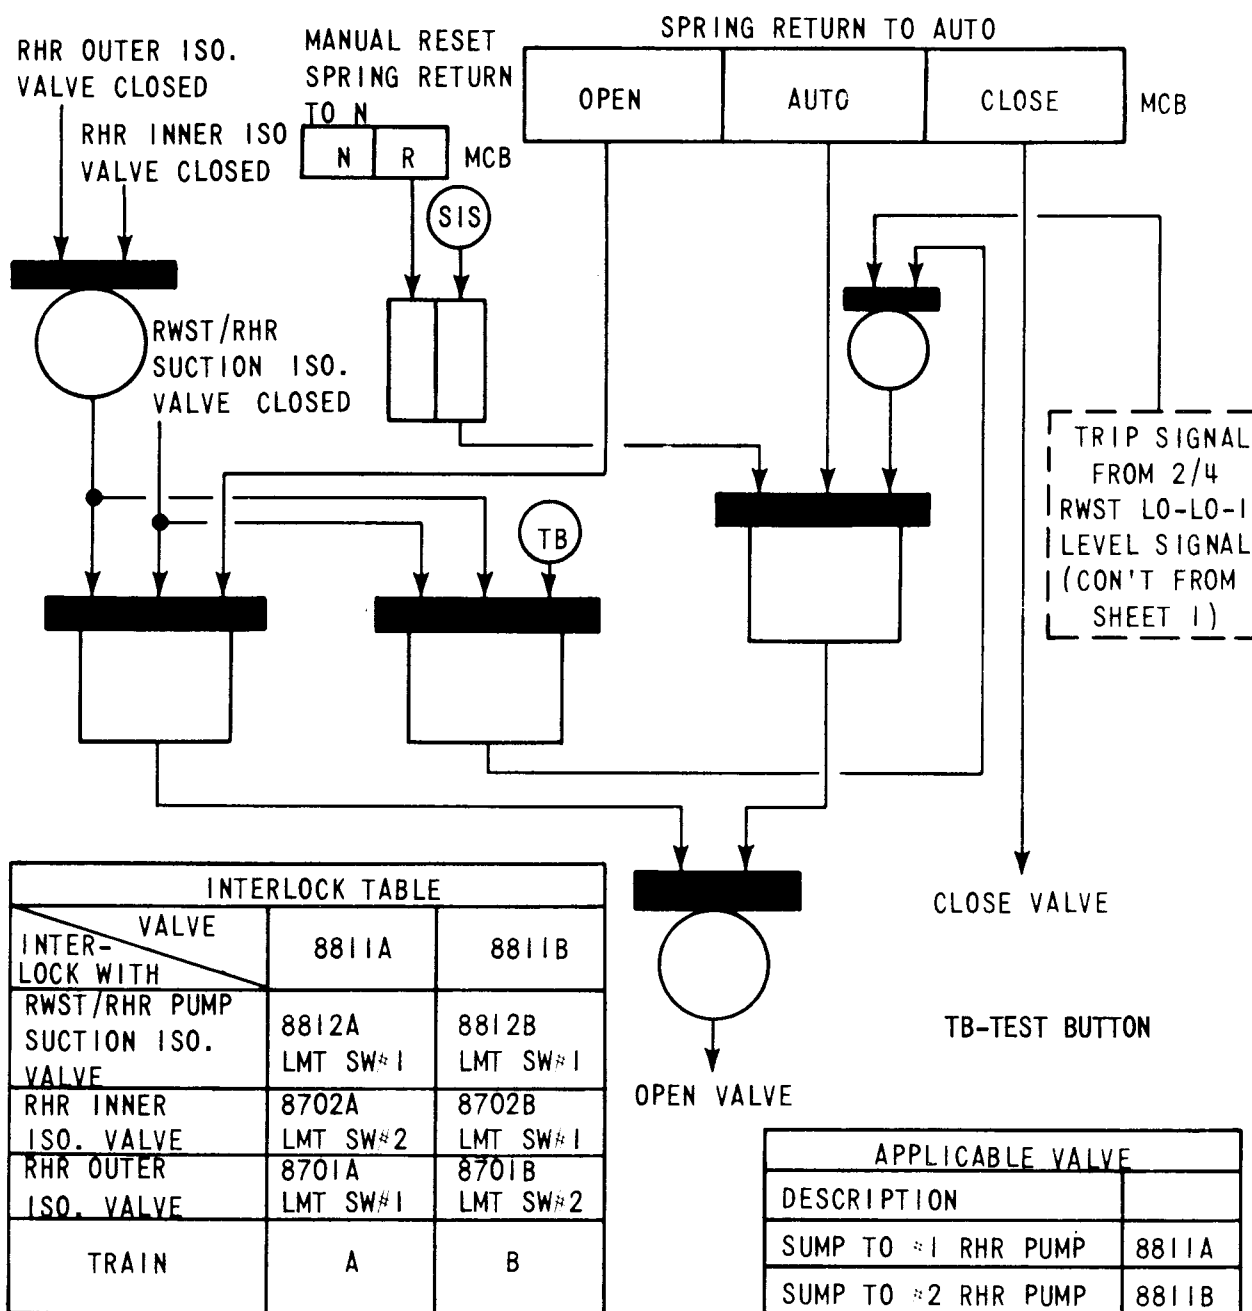 RHR OUTER ISO.
VALVE CLOSED
RHR INNER ISO
VALVE CLOSED
MANUAL RESET
SPRING RETURN
TO N
N R MCB
SIS
SPRING RETURN TO AUTO
OPEN AUTO CLOSE MCB
RWST/RHR
SUCTION ISO.
VALVE CLOSED
TB
TRIP SIGNAL
FROM 2/4
RWST LO-LO-1
LEVEL SIGNAL
(CON'T FROM
SHEET 1)
CLOSE VALVE
OPEN VALVE
TB-TEST BUTTON
INTERLOCK TABLE
VALVE
INTER-
LOCK WITH
8811A 8811B
RWST/RHR PUMP
SUCTION ISO.
VALVE
8812A
LMT SW#1
8812B
LMT SW#1
RHR INNER
ISO. VALVE
8702A
LMT SW#2
8702B
LMT SW#1
RHR OUTER
ISO. VALVE
8701A
LMT SW#1
8701B
LMT SW#2
TRAIN A B
APPLICABLE VALVE
DESCRIPTION
SUMP TO #1 RHR PUMP 8811A
SUMP TO #2 RHR PUMP 8811B